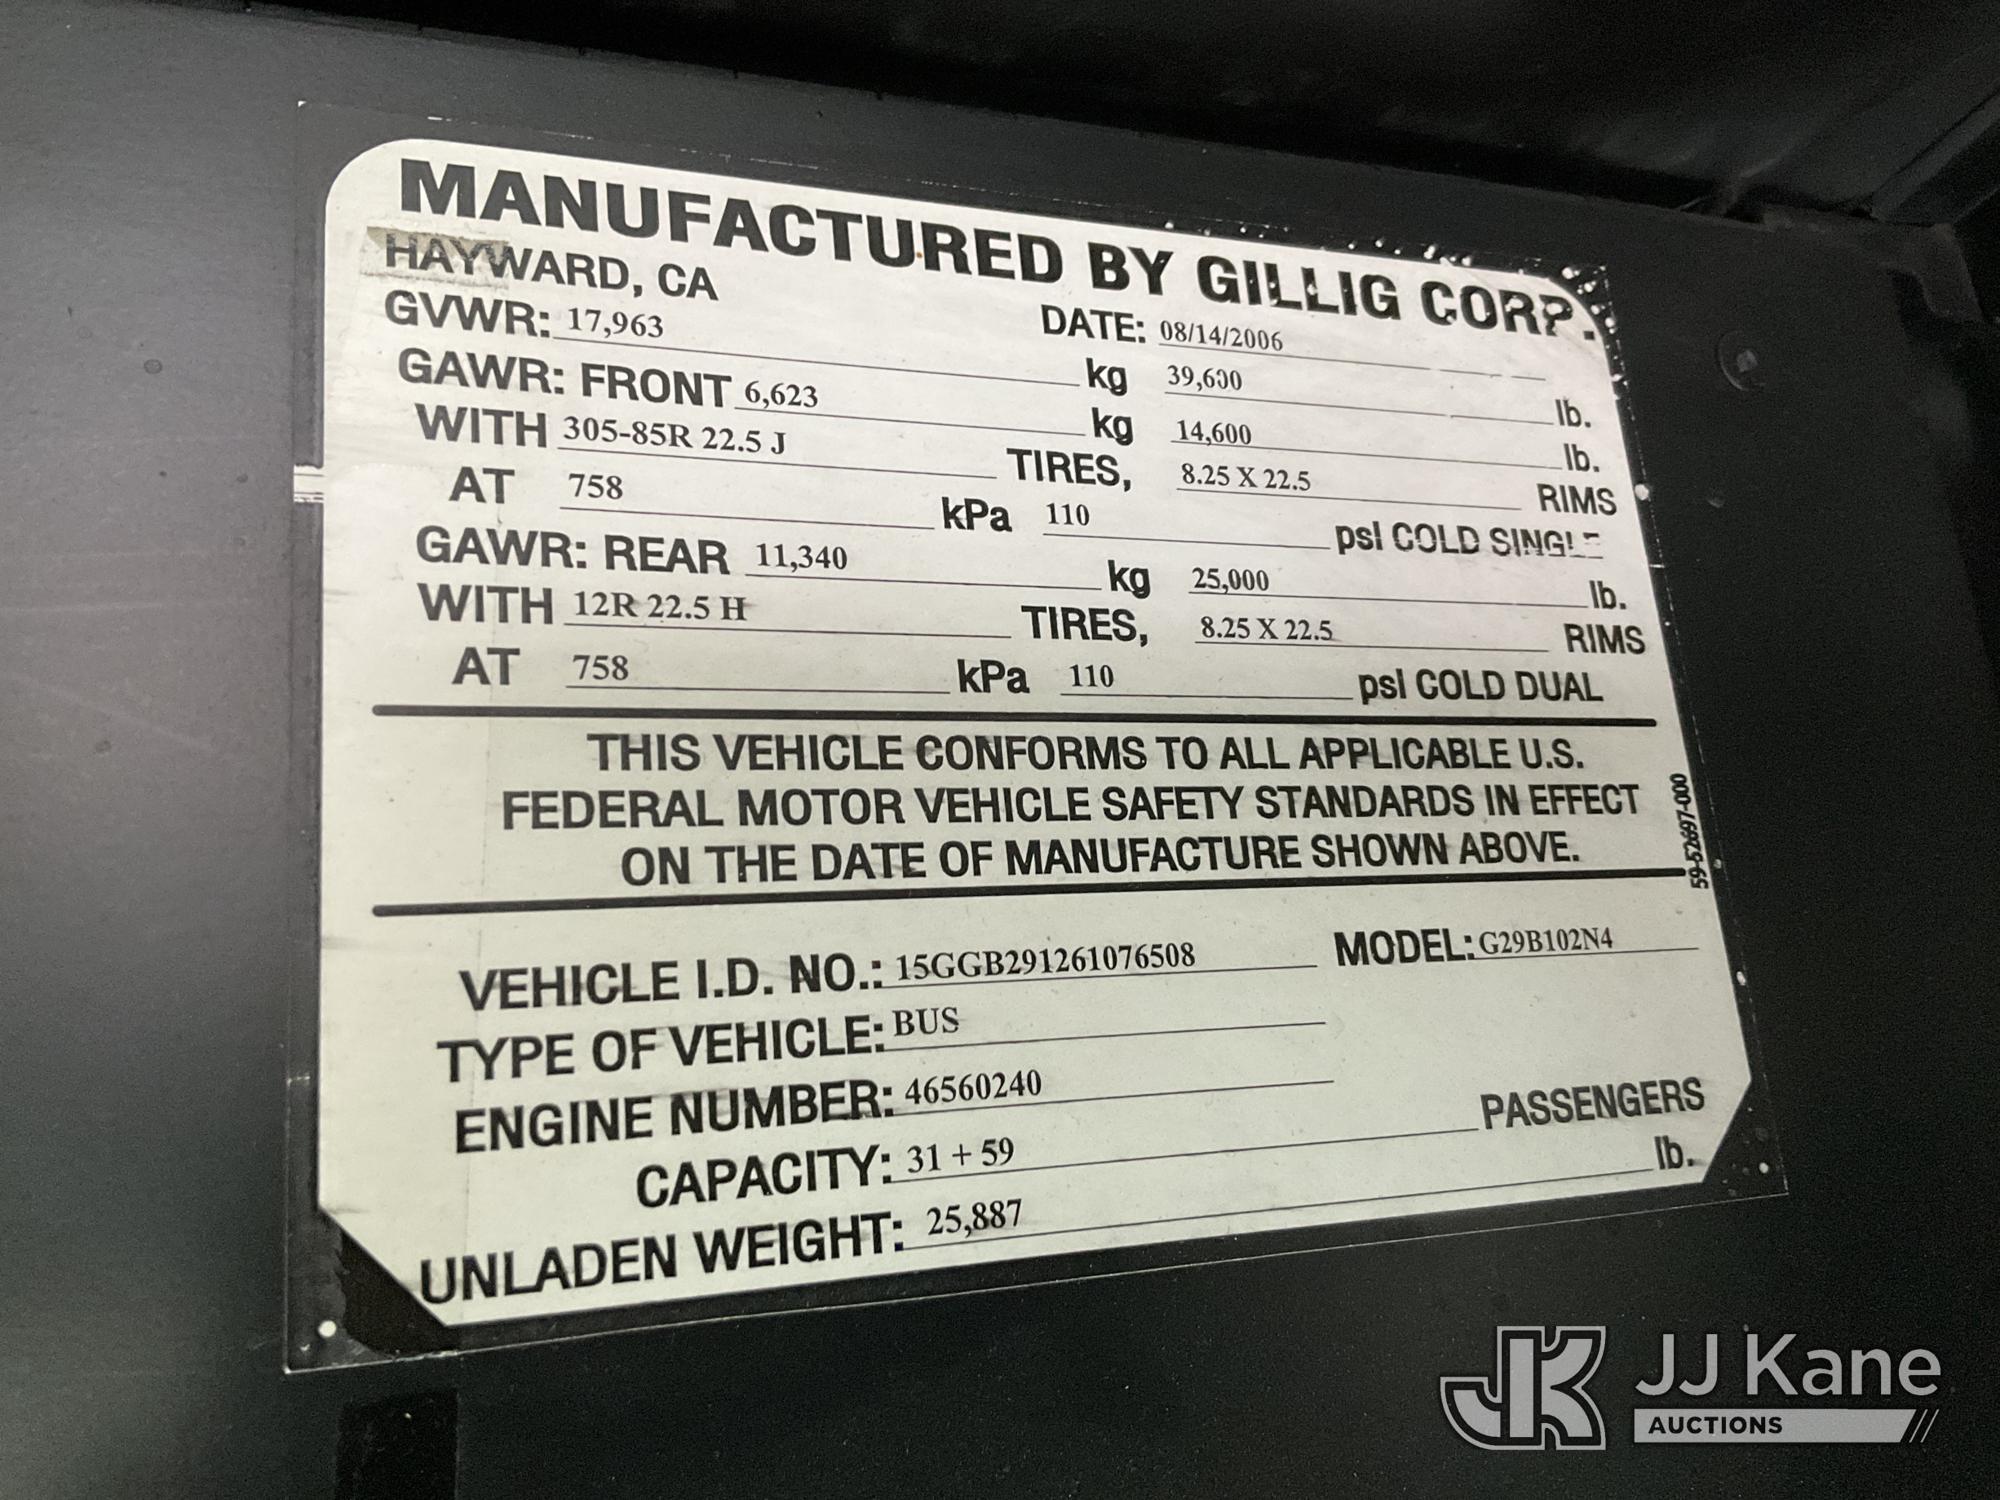 MANUFACTURED BY GILLIG CORP.
HAYWARD, CA
DATE: 08/14/2006
GVWR: 17,963 kg 39,600 lb.
GAWR: FRONT 6,623 kg 14,600 lb.
WITH 305-85R 22.5 J TIRES, 8.25 X 22.5 RIMS
AT 758 kPa 110 psI COLD SINGLE
GAWR: REAR 11,340 kg 25,000 lb.
WITH 12R 22.5 H TIRES, 8.25 X 22.5 RIMS
AT 758 kPa 110 psI COLD DUAL
THIS VEHICLE CONFORMS TO ALL APPLICABLE U.S.
FEDERAL MOTOR VEHICLE SAFETY STANDARDS IN EFFECT
ON THE DATE OF MANUFACTURE SHOWN ABOVE.
59-52697-000
VEHICLE I.D. NO.: 15GGB291261076508 MODEL: G29B102N4
TYPE OF VEHICLE: BUS
ENGINE NUMBER: 46560240
CAPACITY: 31 + 59 PASSENGERS
UNLADEN WEIGHT: 25,887 lb.
JK JJ Kane
AUCTIONS